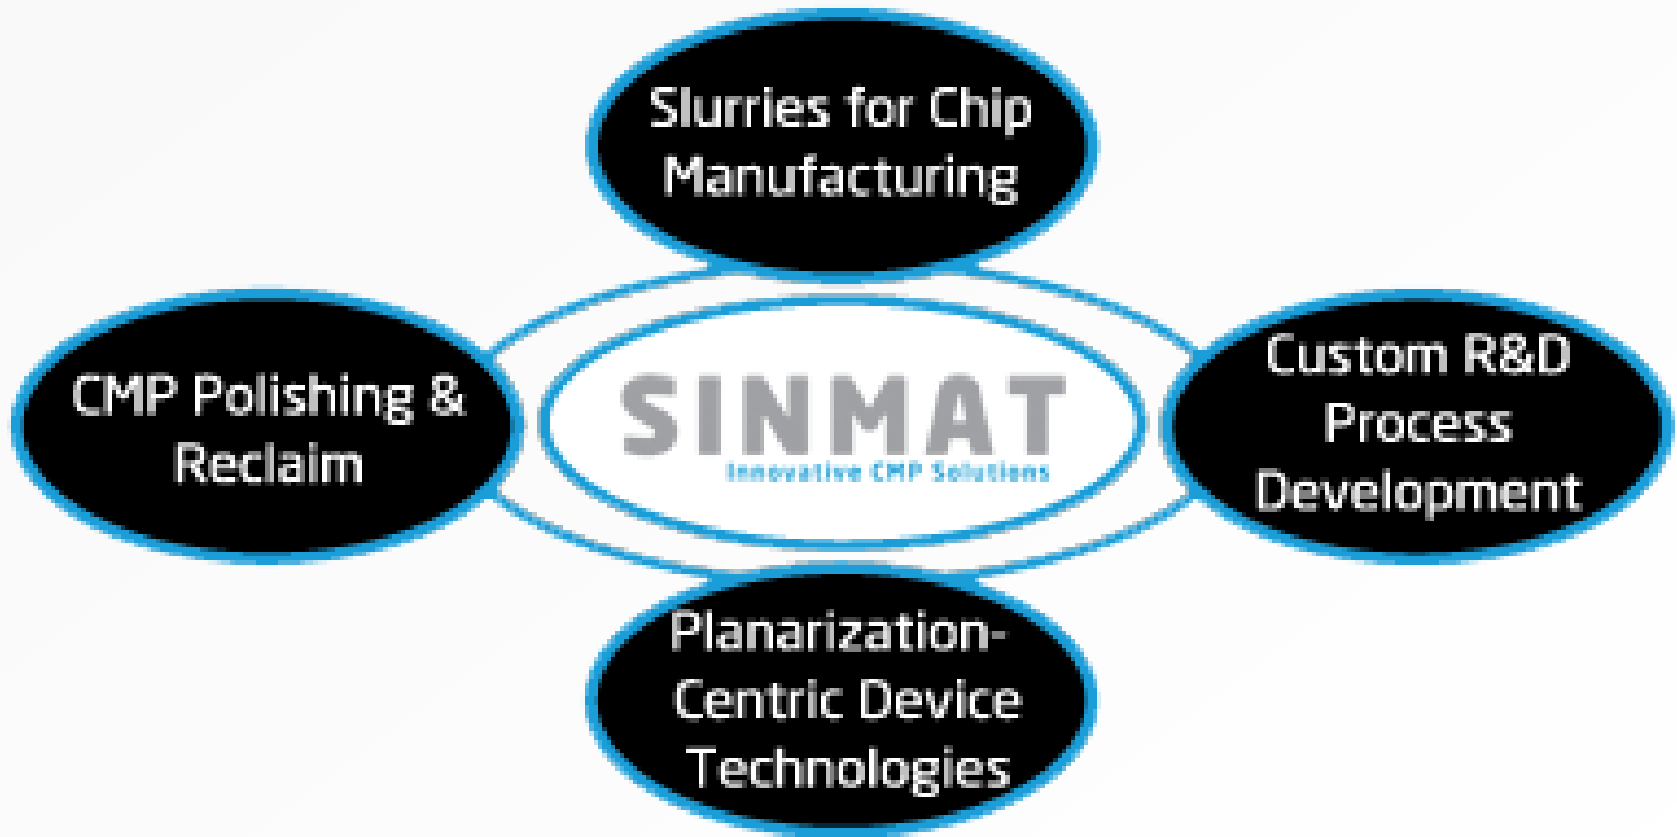 Slurries for Chip
Manufacturing
CMP Polishing &
Reclaim
SINMAT
Innovative CMP Solutions
Custom R&D
Process
Development
Planarization-
Centric Device
Technologies